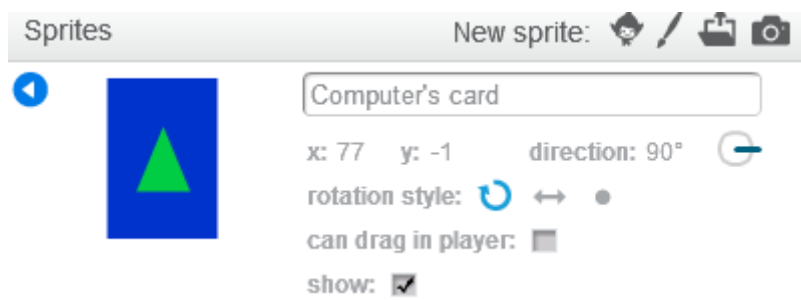 Sprites New sprite:
Computer's card
x: 77 y: -1 direction: 90°
rotation style:
can drag in player:
show: